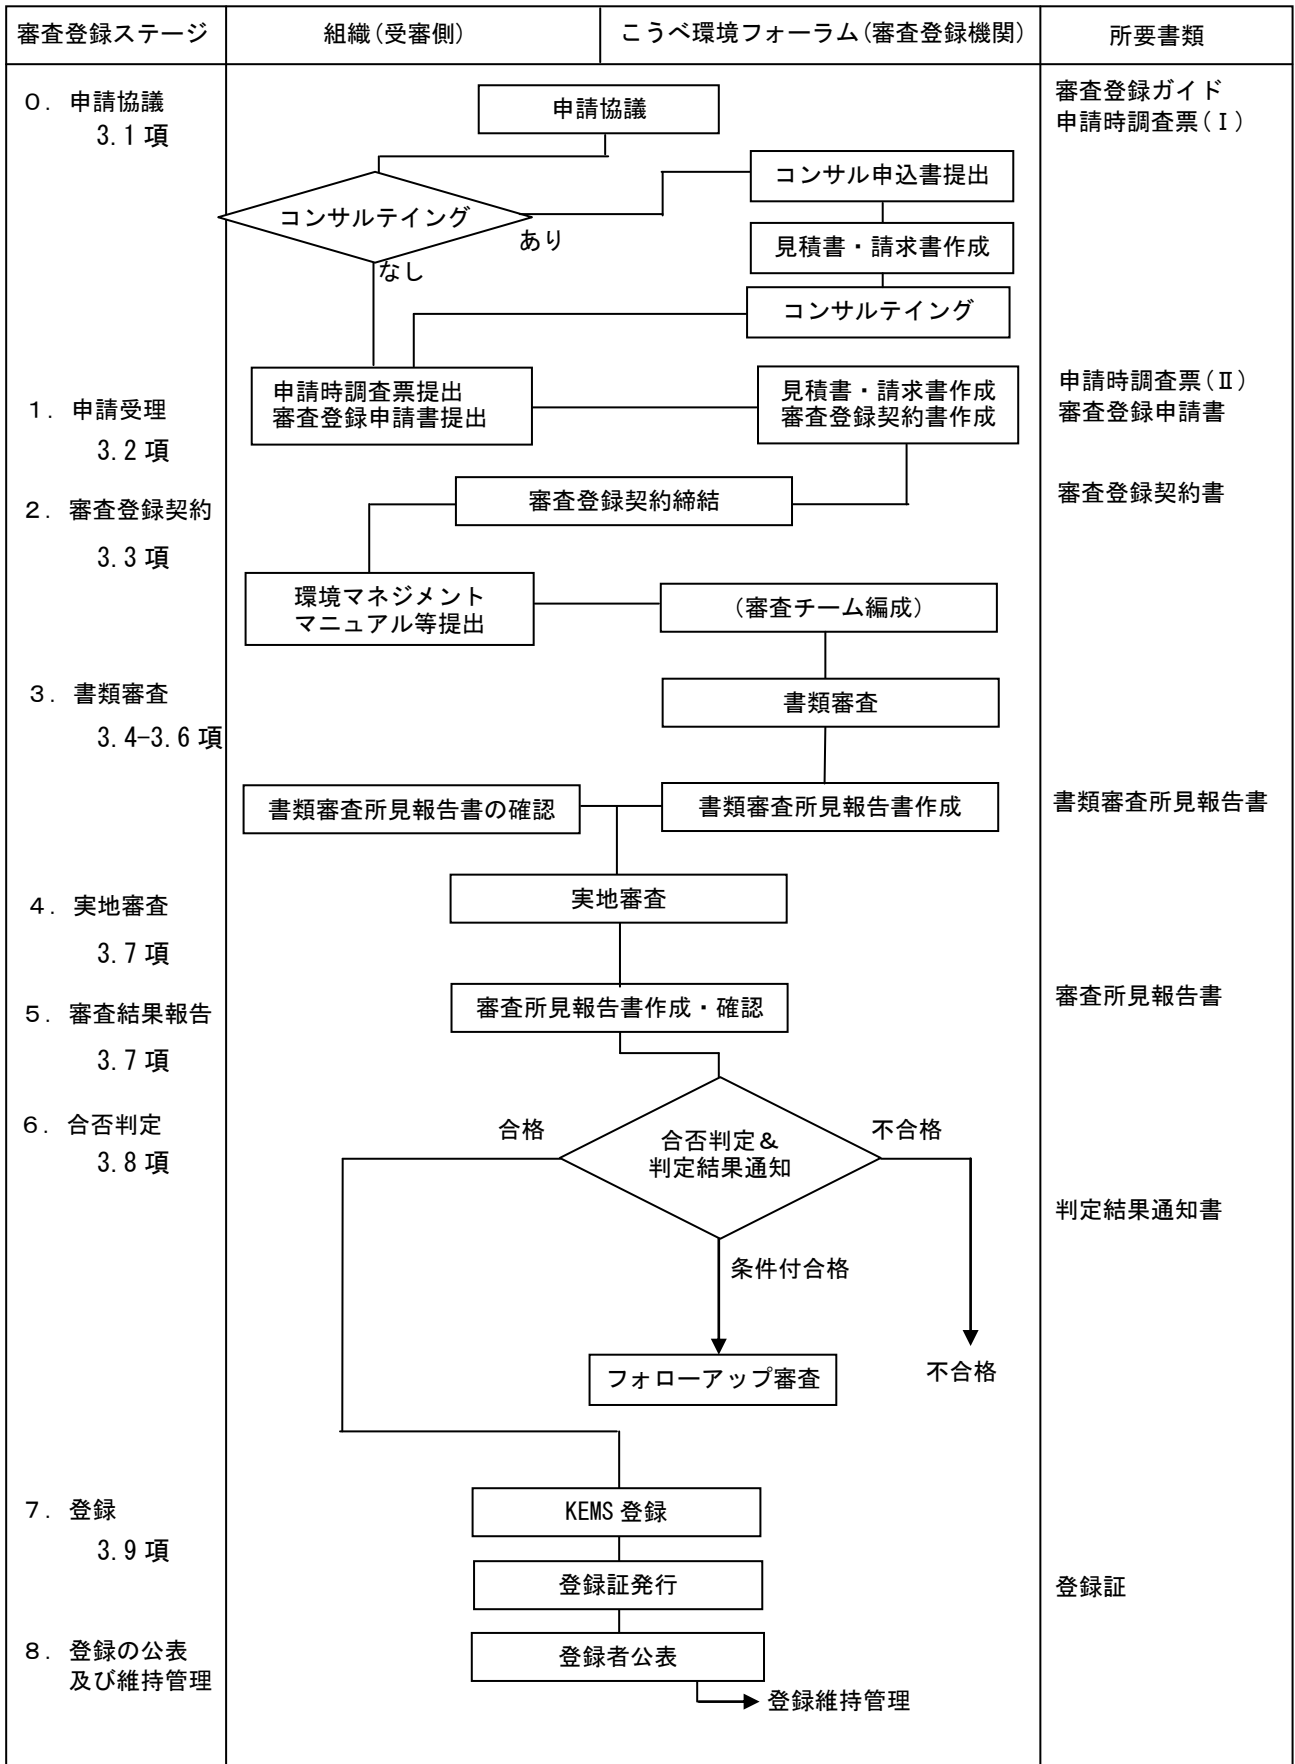 審査登録ステージ
組織(受審側)
こうべ環境フォーラム(審査登録機関)
所要書類
０．申請協議
3.1 項
申請協議
審査登録ガイド
申請時調査票(Ⅰ)
コンサルテイング
あり
なし
コンサル申込書提出
見積書・請求書作成
コンサルテイング
１．申請受理
3.2 項
申請時調査票提出
審査登録申請書提出
見積書・請求書作成
審査登録契約書作成
申請時調査票(Ⅱ)
審査登録申請書
２．審査登録契約
3.3 項
審査登録契約締結
審査登録契約書
環境マネジメント
マニュアル等提出
(審査チーム編成)
３．書類審査
3.4-3.6 項
書類審査
書類審査所見報告書の確認
書類審査所見報告書作成
書類審査所見報告書
４．実地審査
3.7 項
実地審査
５．審査結果報告
3.7 項
審査所見報告書作成・確認
審査所見報告書
６．合否判定
3.8 項
合格
合否判定＆
判定結果通知
不合格
判定結果通知書
条件付合格
フォローアップ審査
不合格
７．登録
3.9 項
KEMS 登録
登録証発行
登録証
８．登録の公表
及び維持管理
登録者公表
登録維持管理